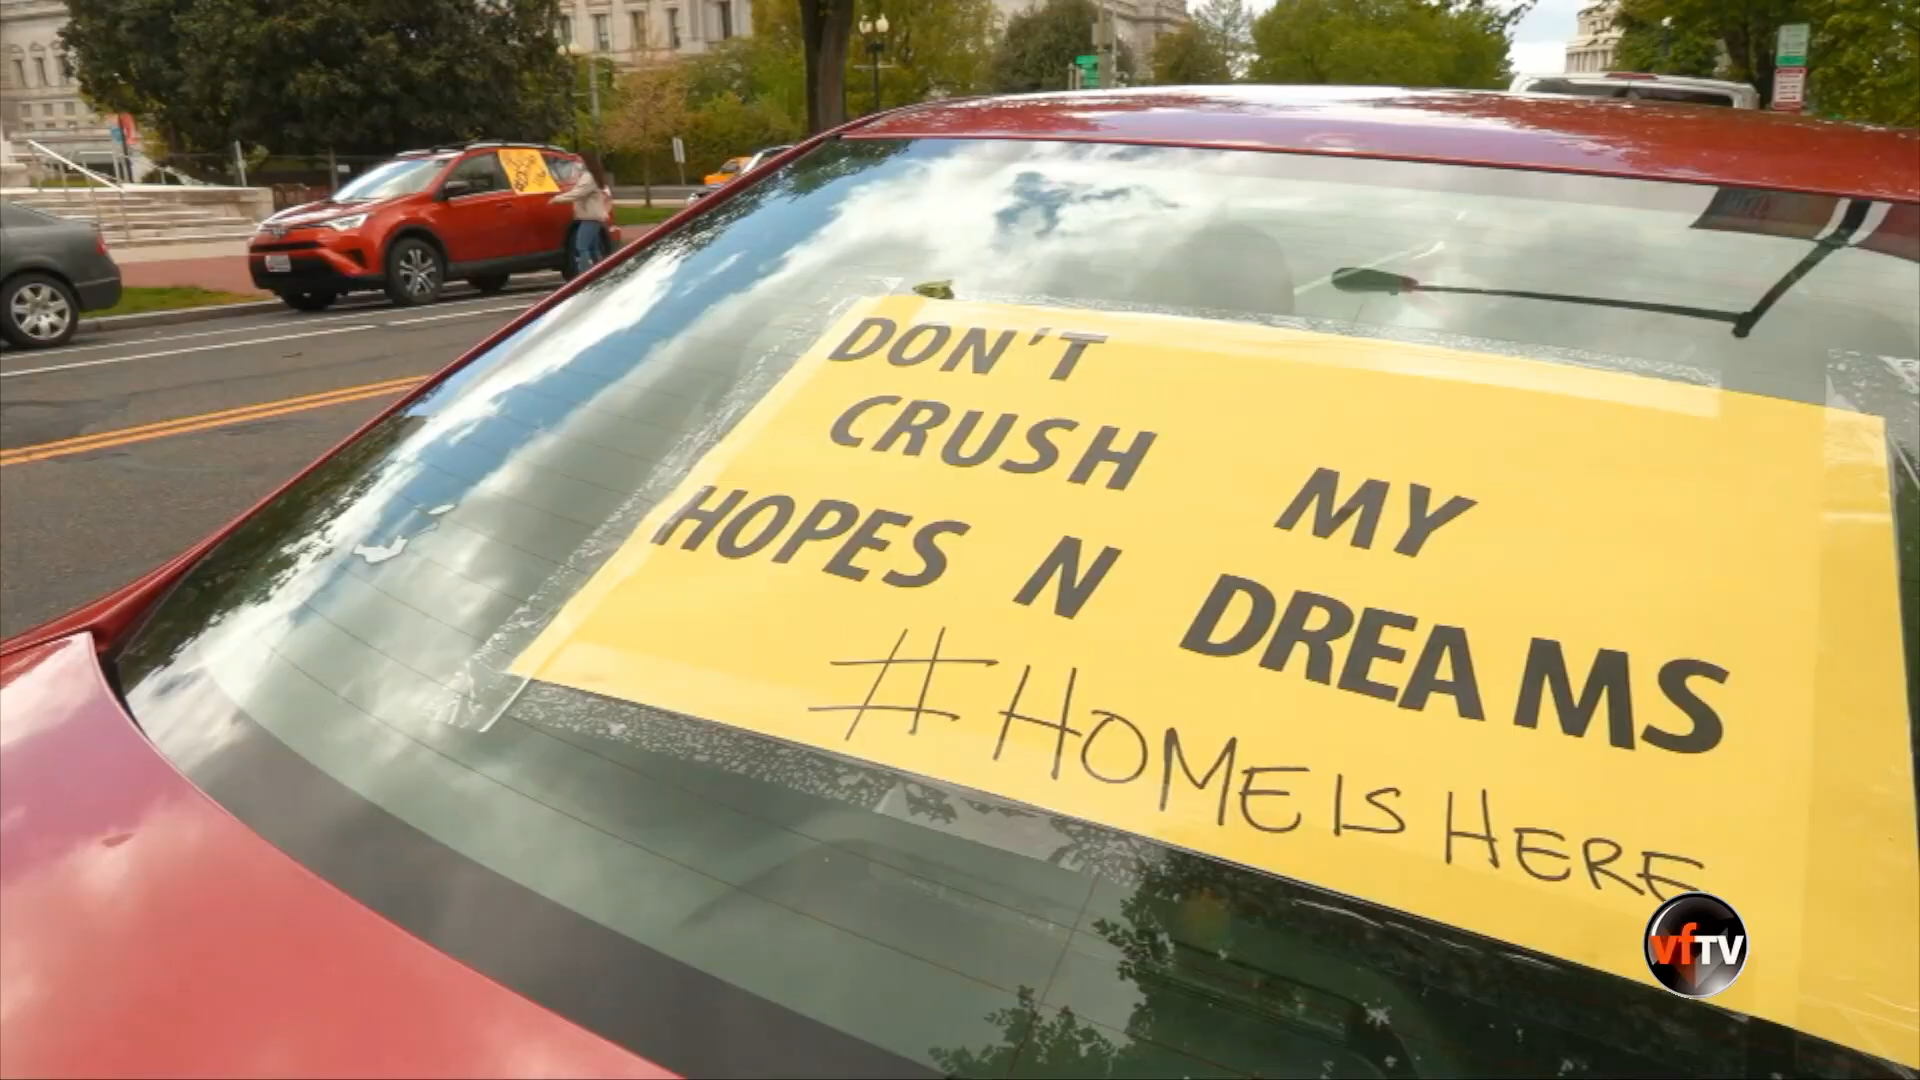 DON'T
CRUSH MY
HOPES N DREAMS
#HOME IS HERE
vfTV